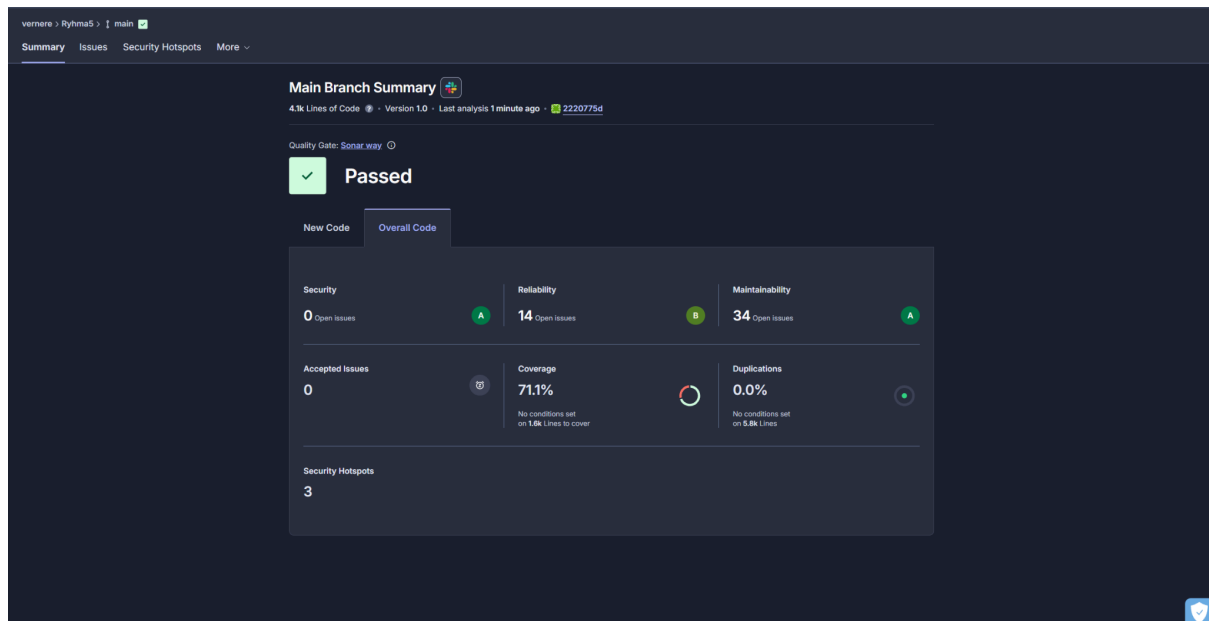 vernere > Ryhma5 > main
Summary Issues Security Hotspots More
Main Branch Summary
4.1k Lines of Code ? · Version 1.0 · Last analysis 1 minute ago · 2220775d
Quality Gate: Sonar way
Passed
New Code Overall Code
Security Reliability Maintainability
0 Open issues A 14 Open issues B 34 Open issues A
Accepted Issues Coverage Duplications
0 71.1% 0.0%
No conditions set No conditions set
on 1.6k Lines to cover on 5.8k Lines
Security Hotspots
3